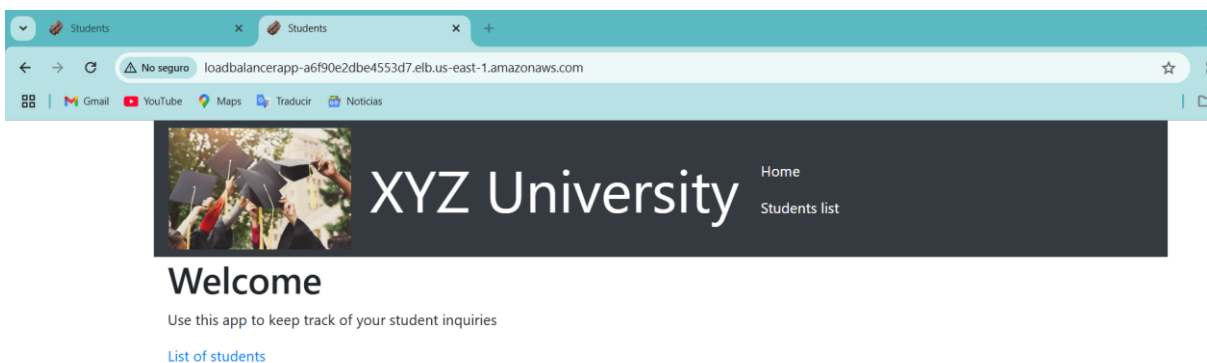 Students
Students
No seguro loadbalancerapp-a6f90e2dbe4553d7.elb.us-east-1.amazonaws.com
Gmail YouTube Maps Traducir Noticias
XYZ University
Home
Students list
Welcome
Use this app to keep track of your student inquiries
List of students